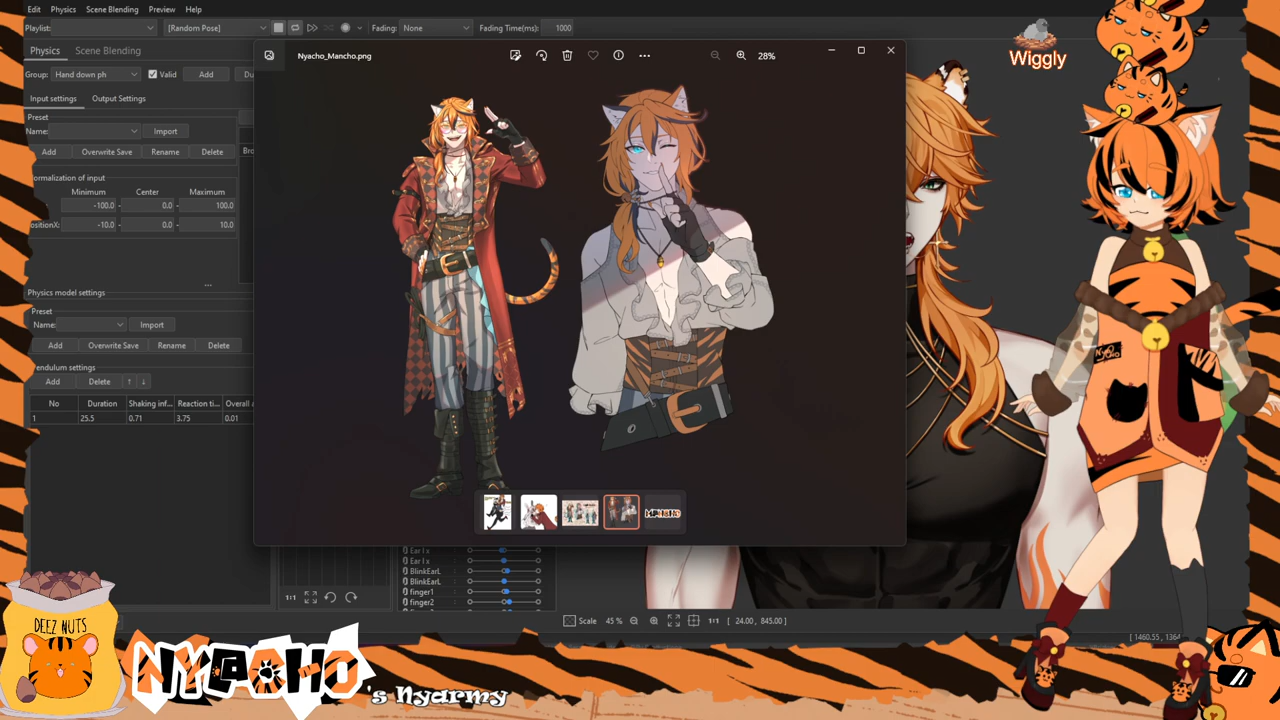 Edit Physics Scene Blending Preview Help
Playlist: [Random Pose] Fading: None Fading Time(ms): 1000
Physics Scene Blending
Nyacho_Mancho.png 28%
Wiggly
Group: Hand down ph Valid Add
Input settings Output Settings
Preset
Name: Import
Add Overwrite Save Rename Delete
ormalization of input
Minimum Center Maximum
-100.0 - 0.0 - 100.0
ositionX: -10.0 - 0.0 - 10.0
Physics model settings
Preset
Name: Import
Add Overwrite Save Rename Delete
endulum settings
Add Delete ↑ ↓
No Duration Shaking inf... Reaction ti... Overall a
1 25.5 0.71 3.75 0.01
MANCHO
NYACHO
Ear l x
Ear l x
BlinkEarL
BlinkEarL
finger1
finger2
1:1
Scale 45 % 1:1 [ 24.00, 845.00 ]
[ 1460.55, 1364
DEEZ NUTS
NYACHO
's Nyarmy